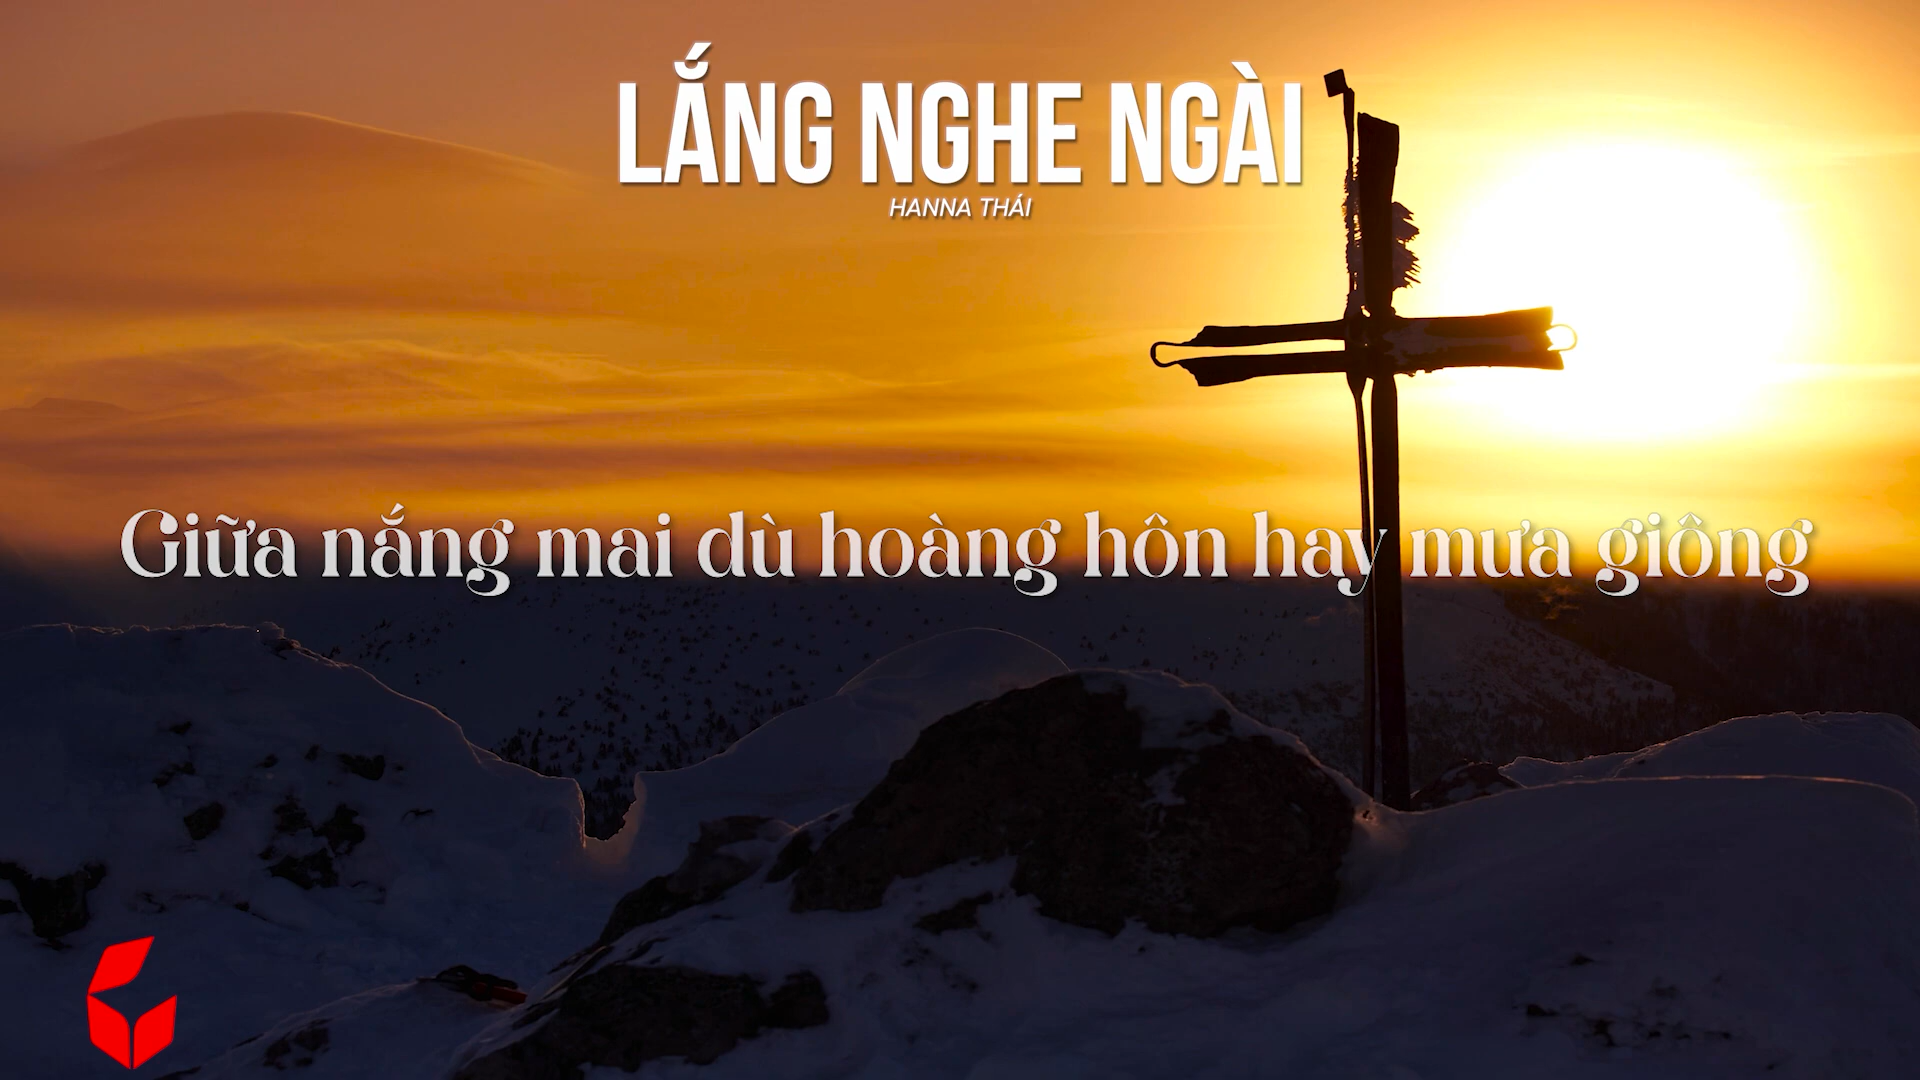 LẮNG NGHE NGÀI
HANNA THÁI
Giữa nắng mai dù hoàng hôn hay mưa giông